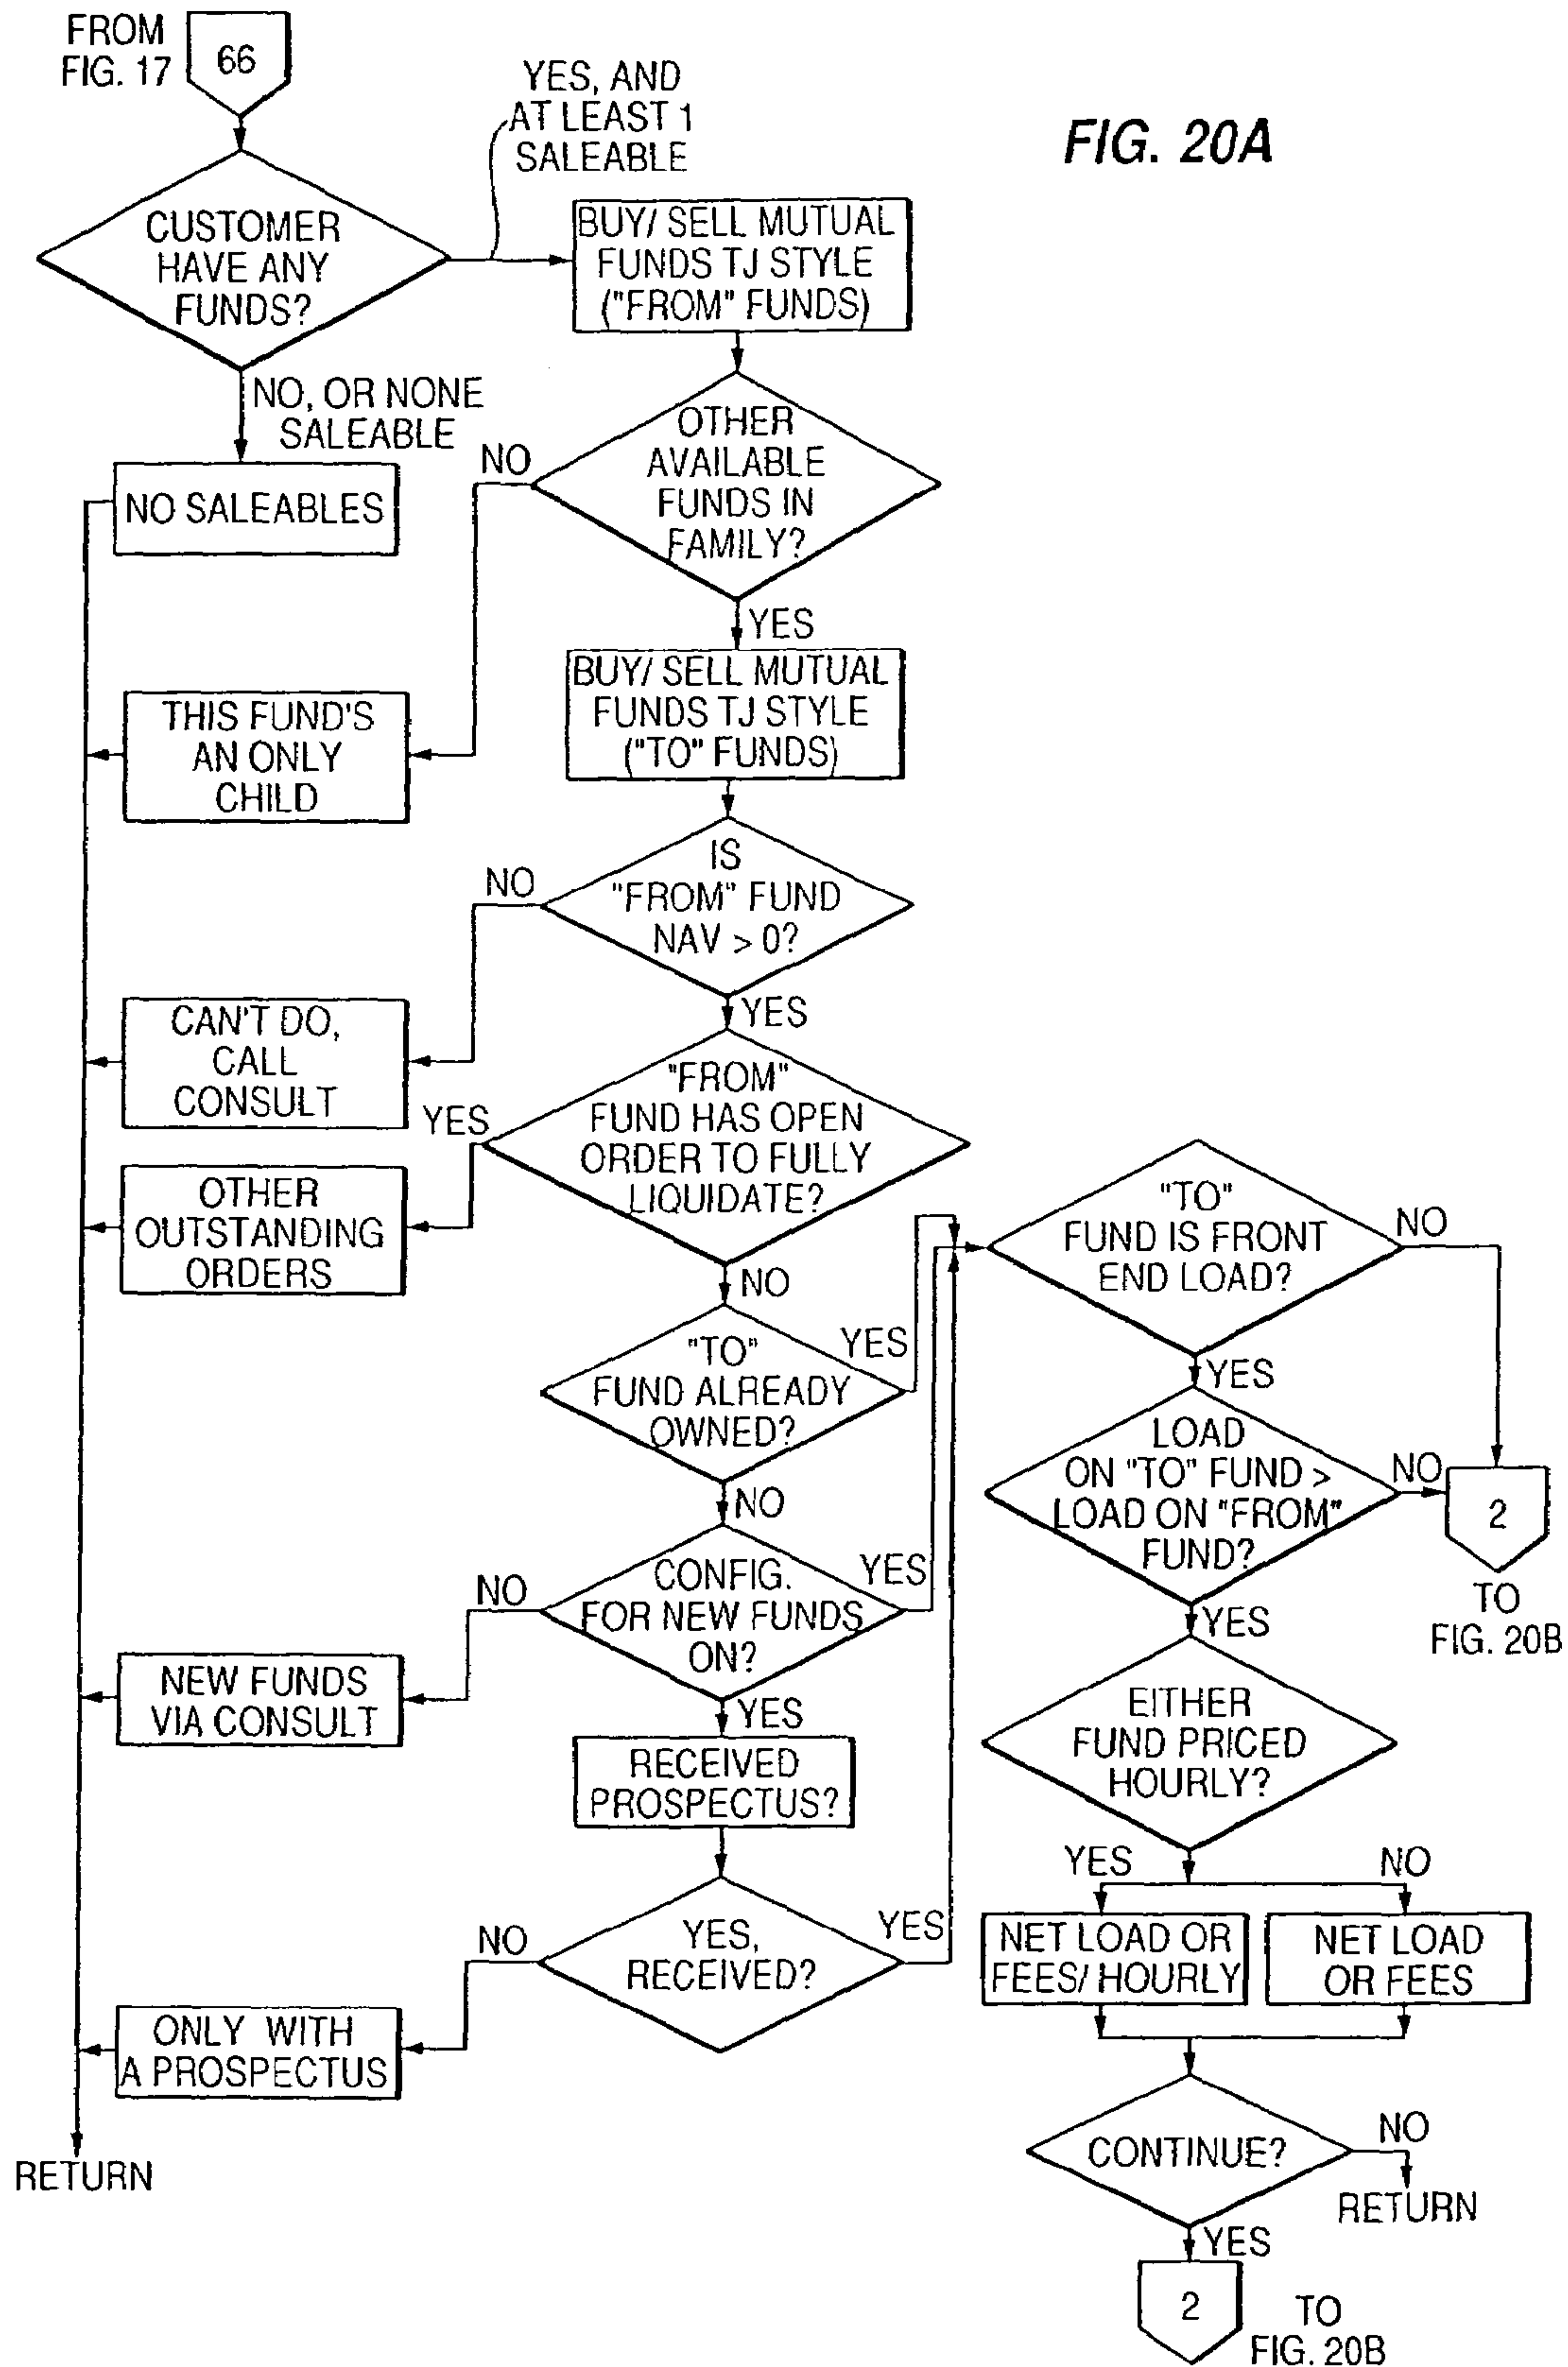 FROM
FIG. 17
66
YES, AND
AT LEAST 1
SALEABLE
FIG. 20A
CUSTOMER
HAVE ANY
FUNDS?
BUY/ SELL MUTUAL
FUNDS TJ STYLE
("FROM" FUNDS)
NO, OR NONE
SALEABLE
NO SALEABLES
OTHER
AVAILABLE
FUNDS IN
FAMILY?
NO
YES
THIS FUND'S
AN ONLY
CHILD
BUY/ SELL MUTUAL
FUNDS TJ STYLE
("TO" FUNDS)
IS
"FROM" FUND
NAV > 0?
NO
YES
CAN'T DO,
CALL
CONSULT
"FROM"
FUND HAS OPEN
ORDER TO FULLY
LIQUIDATE?
YES
NO
OTHER
OUTSTANDING
ORDERS
"TO"
FUND ALREADY
OWNED?
YES
NO
CONFIG.
FOR NEW FUNDS
ON?
YES
NO
YES
NEW FUNDS
VIA CONSULT
RECEIVED
PROSPECTUS?
YES,
RECEIVED?
YES
NO
ONLY WITH
A PROSPECTUS
RETURN
"TO"
FUND IS FRONT
END LOAD?
NO
YES
LOAD
ON "TO" FUND >
LOAD ON "FROM"
FUND?
NO
2
TO
FIG. 20B
YES
EITHER
FUND PRICED
HOURLY?
YES
NO
NET LOAD OR
FEES/ HOURLY
NET LOAD
OR FEES
CONTINUE?
NO
RETURN
YES
2
TO
FIG. 20B